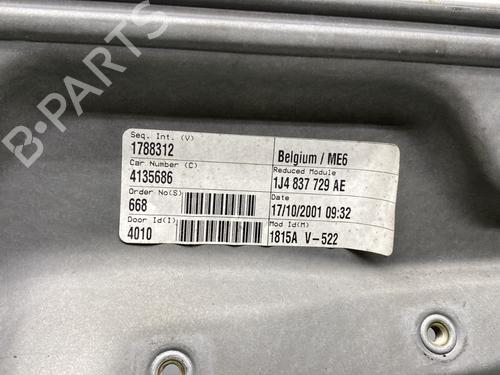 Seq. Int. (V)
1788312
Belgium / ME6
Car Number (C)
4135686
Reduced Module
1J4 837 729 AE
Order No(S)
668
Date
17/10/2001 09:32
Door Id(I)
4010
Mod Id(M)
1815A V-522
B-PARTS